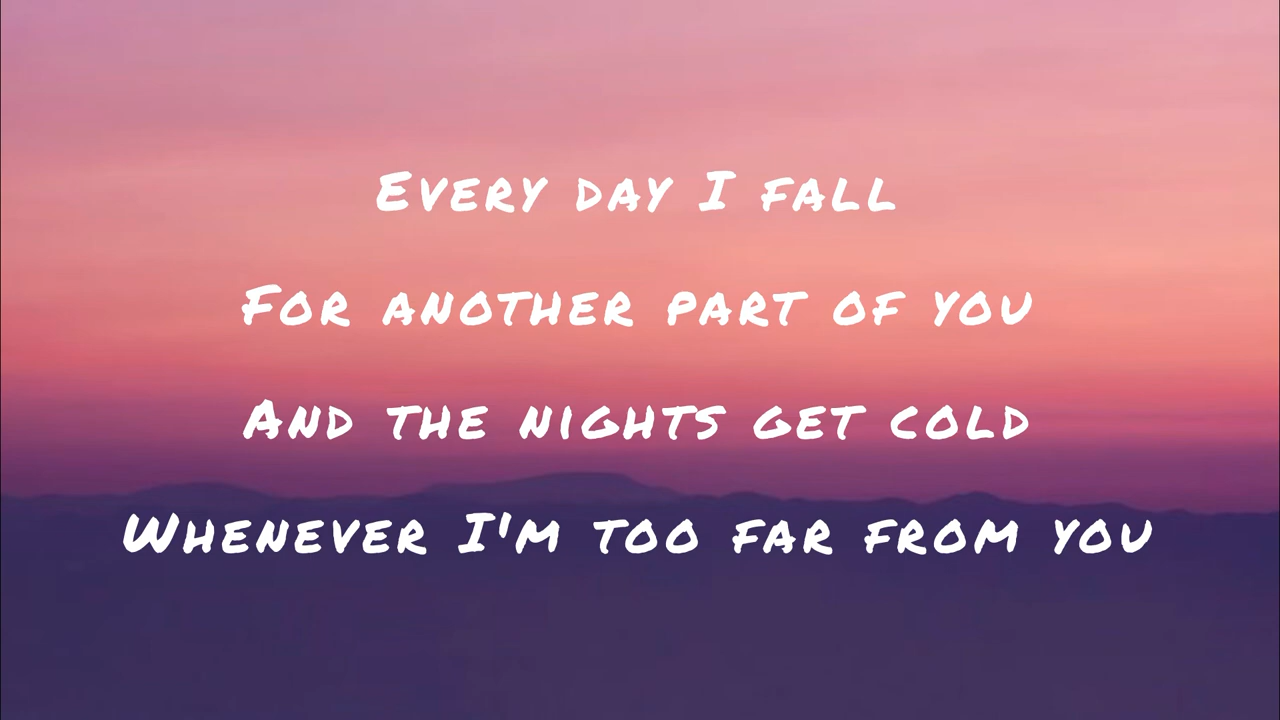 Every day I fall
For another part of you
And the nights get cold
Whenever I'm too far from you